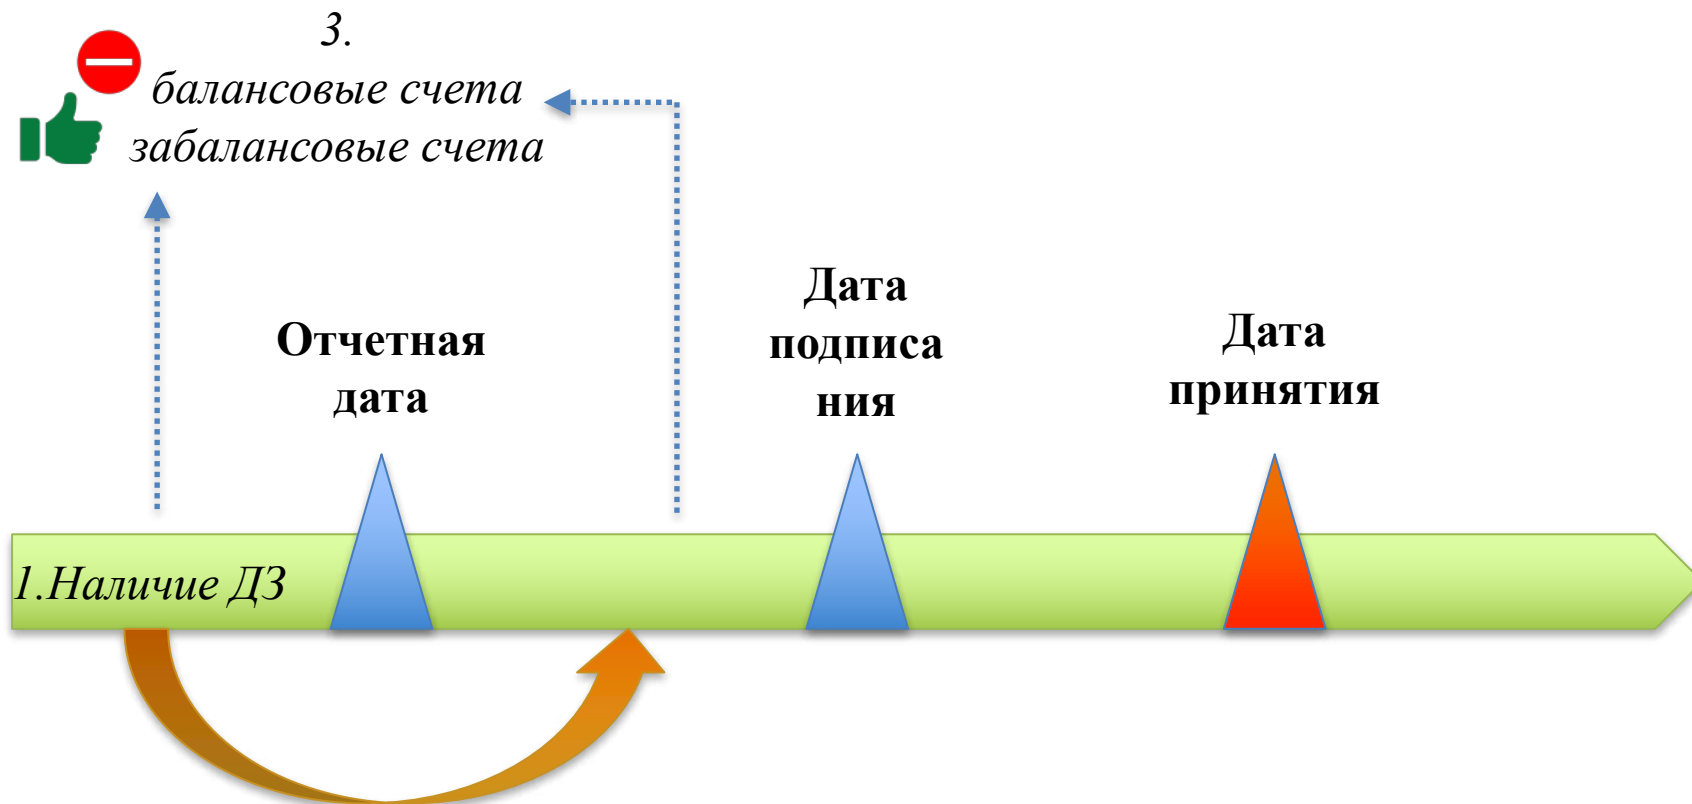 3.
балансовые счета
забалансовые счета
Отчетная
дата
Дата
подписа
ния
Дата
принятия
1.Наличие ДЗ